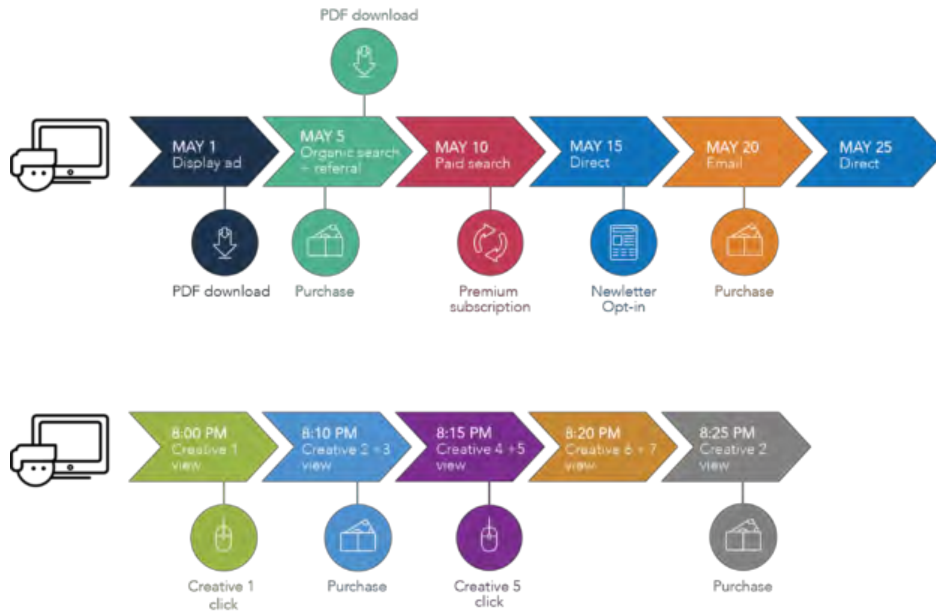 PDF download
MAY 1
Display ad
MAY 5
Organic search
+ referral
MAY 10
Paid search
MAY 15
Direct
MAY 20
Email
MAY 25
Direct
PDF download
Purchase
Premium
subscription
Newletter
Opt-in
Purchase
8:00 PM
Creative 1
view
8:10 PM
Creative 2 +3
view
8:15 PM
Creative 4 +5
view
8:20 PM
Creative 6 + 7
view
8:25 PM
Creative 2
view
Creative 1
click
Purchase
Creative 5
click
Purchase